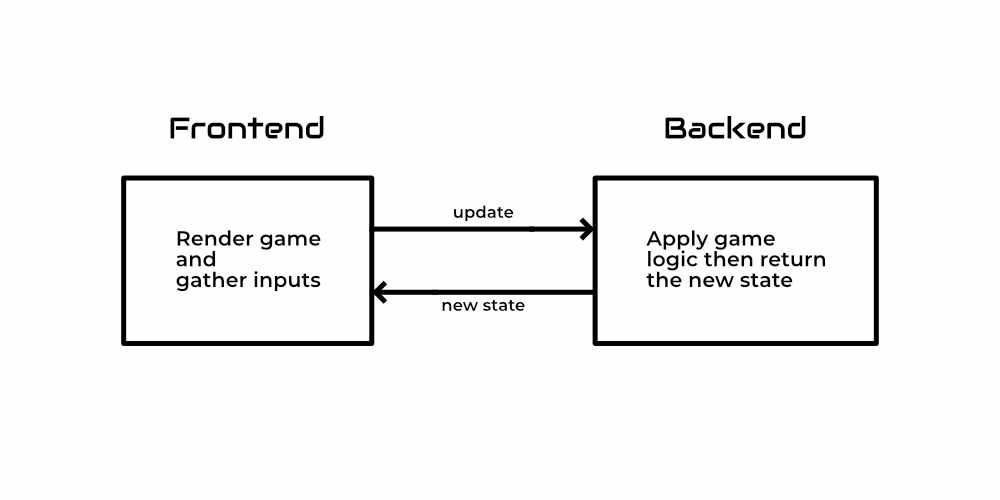 Frontend
Backend
Render game
and
gather inputs
update
new state
Apply game
logic then return
the new state